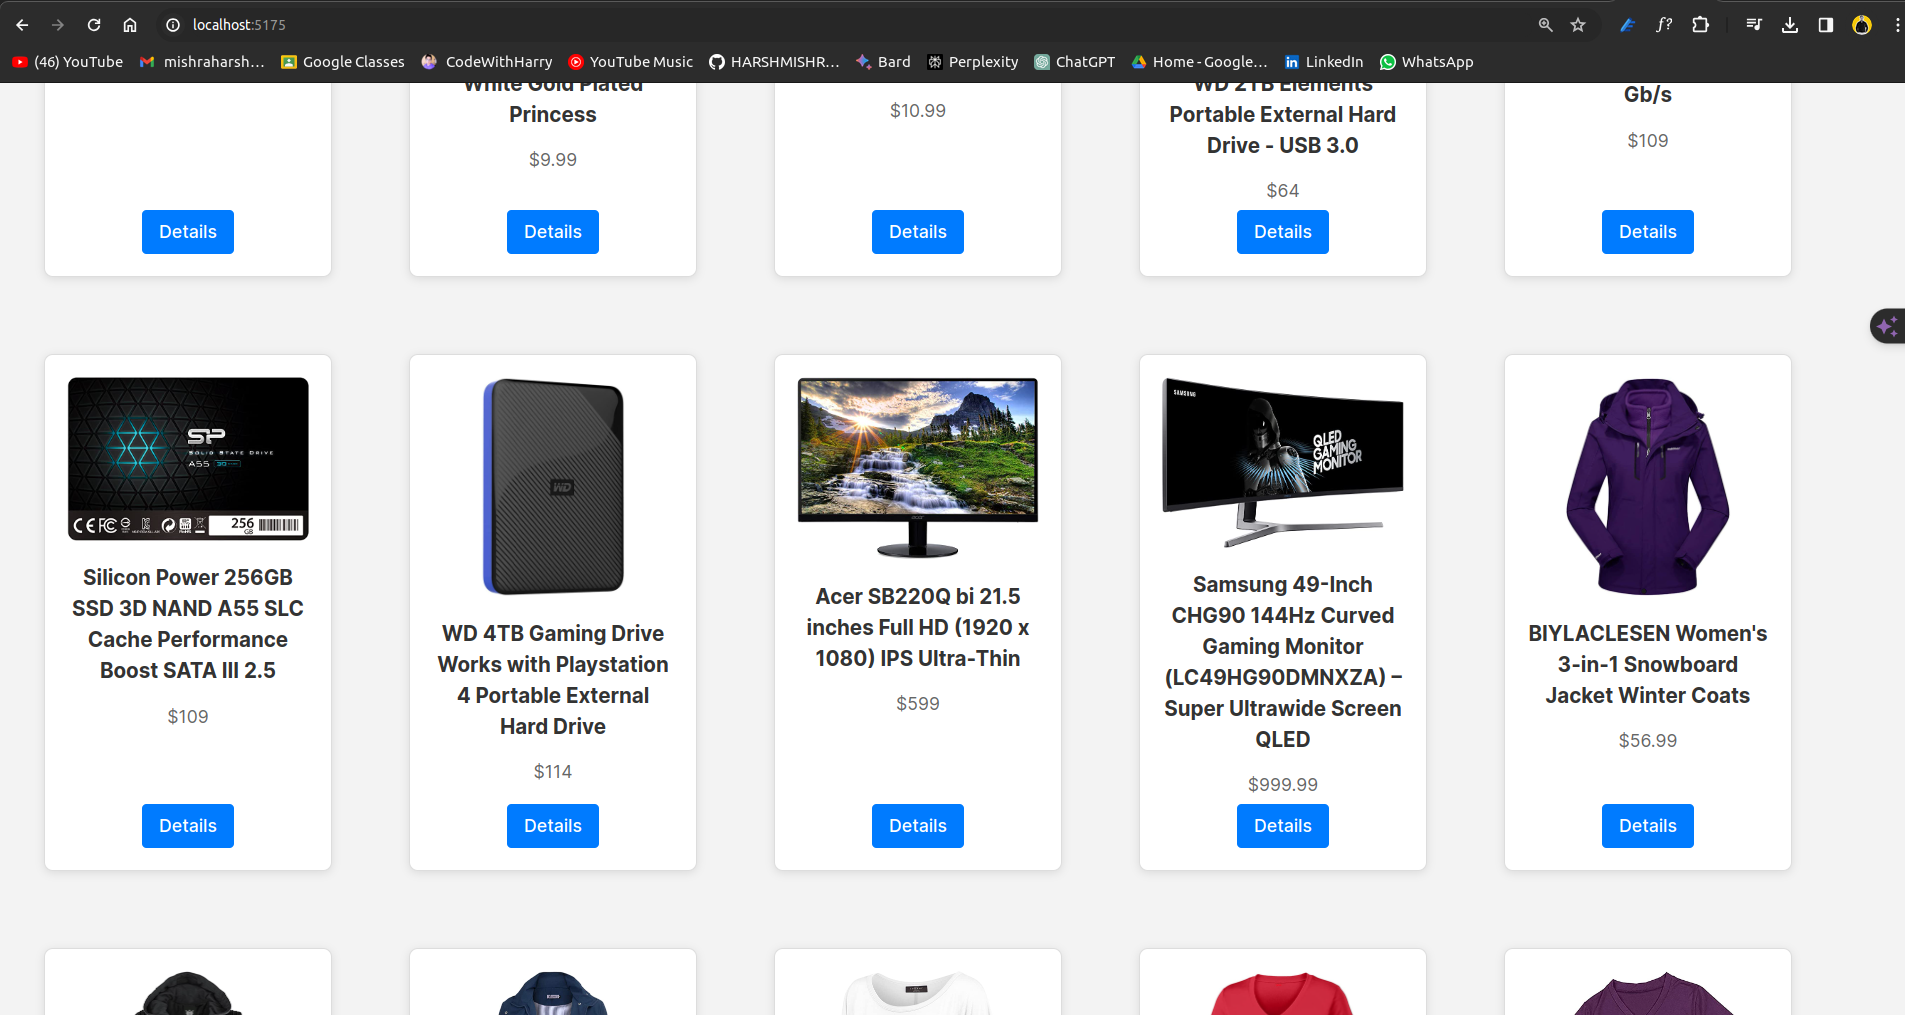 localhost:5175
(46) YouTube
mishraharsh...
Google Classes
CodeWithHarry
YouTube Music
HARSHMISHR...
Bard
Perplexity
ChatGPT
Home - Google...
LinkedIn
WhatsApp
White Gold Plated
Princess
$9.99
Details
Details
$10.99
Details
WD 2TB Elements
Portable External Hard
Drive - USB 3.0
$64
Details
Gb/s
$109
Details
SP
SOLID STATE DRIVE
A55
256
GB
Silicon Power 256GB
SSD 3D NAND A55 SLC
Cache Performance
Boost SATA III 2.5
$109
Details
WD
WD 4TB Gaming Drive
Works with Playstation
4 Portable External
Hard Drive
$114
Details
acer
Acer SB220Q bi 21.5
inches Full HD (1920 x
1080) IPS Ultra-Thin
$599
Details
SAMSUNG
QLED
GAMING
MONITOR
Samsung 49-Inch
CHG90 144Hz Curved
Gaming Monitor
(LC49HG90DMNXZA) –
Super Ultrawide Screen
QLED
$999.99
Details
BIYLACLESEN Women's
3-in-1 Snowboard
Jacket Winter Coats
$56.99
Details